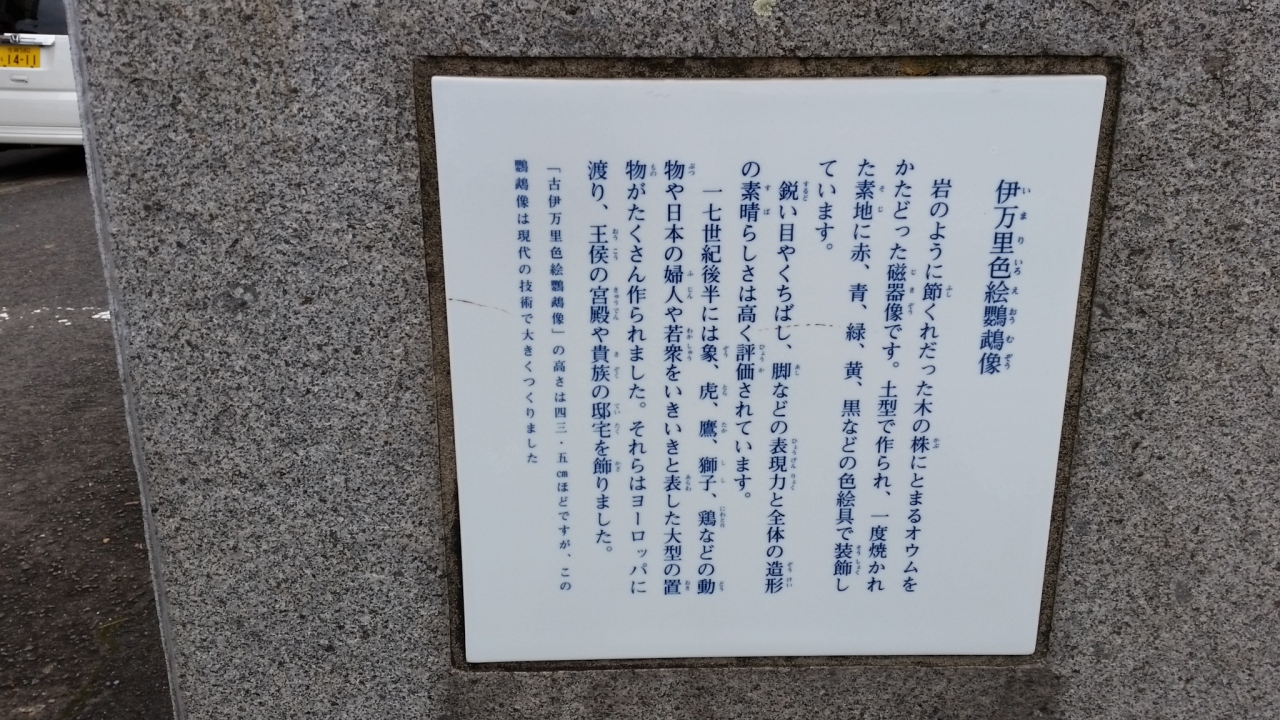 伊万里色絵鸚鵡像
岩のように節くれだった木の株にとまるオウムを
かたどった磁器像です。土型で作られ、一度焼かれ
た素地に赤、青、緑、黄、黒などの色絵具で装飾し
ています。
鋭い目やくちばし、脚などの表現力と全体の造形
の素晴らしさは高く評価されています。
一七世紀後半には象、虎、鷹、獅子、鶏などの動
物や日本の婦人や若衆をいきいきと表した大型の置
物がたくさん作られました。それらはヨーロッパに
渡り、王侯の宮殿や貴族の邸宅を飾りました。
「古伊万里色絵鸚鵡像」の高さは四三・五㎝ほどですが、この
鸚鵡像は現代の技術で大きくつくりました
14-11